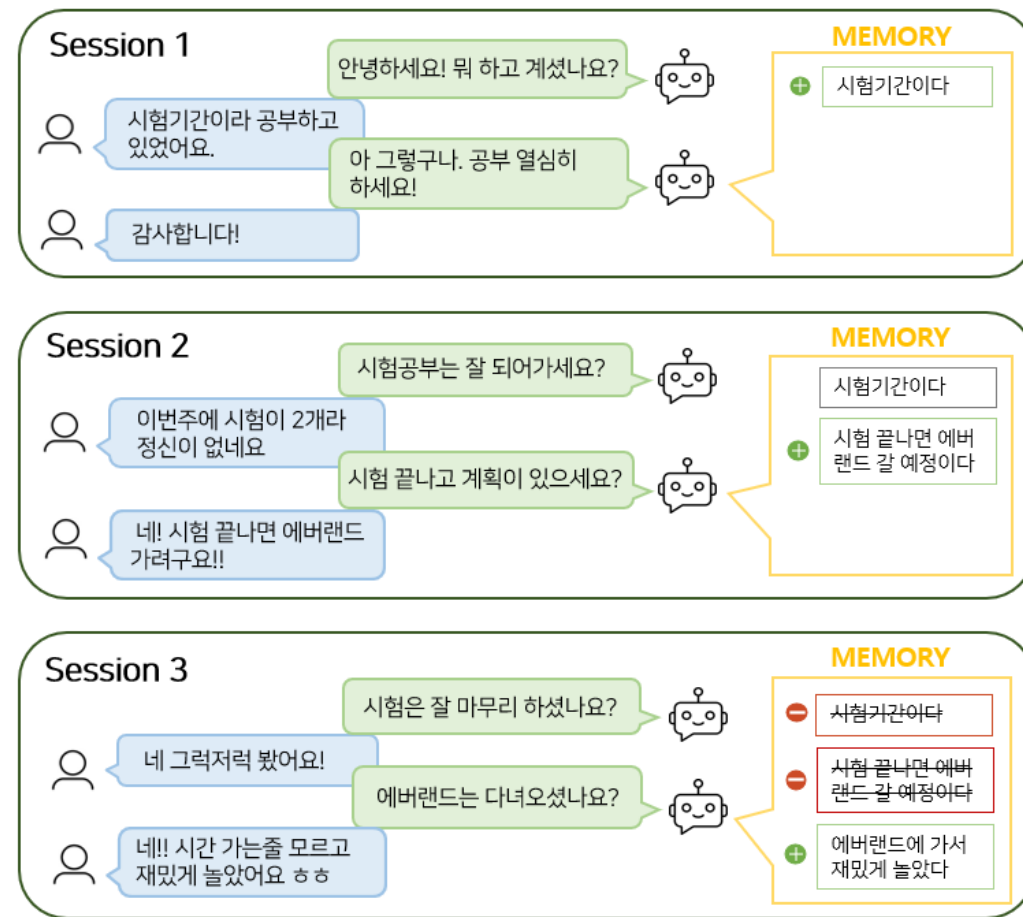 Session 1
MEMORY
안녕하세요! 뭐 하고 계셨나요?
시험기간이다
시험기간이라 공부하고
있었어요.
아 그렇구나. 공부 열심히
하세요!
감사합니다!
Session 2
MEMORY
시험공부는 잘 되어가세요?
시험기간이다
이번주에 시험이 2개라
정신이 없네요
시험 끝나면 에버
랜드 갈 예정이다
시험 끝나고 계획이 있으세요?
네! 시험 끝나면 에버랜드
가려구요!!
Session 3
MEMORY
시험은 잘 마무리 하셨나요?
시험기간이다
네 그럭저럭 봤어요!
시험 끝나면 에버
랜드 갈 예정이다
에버랜드는 다녀오셨나요?
네!! 시간 가는줄 모르고
재밌게 놀았어요 ㅎㅎ
에버랜드에 가서
재밌게 놀았다